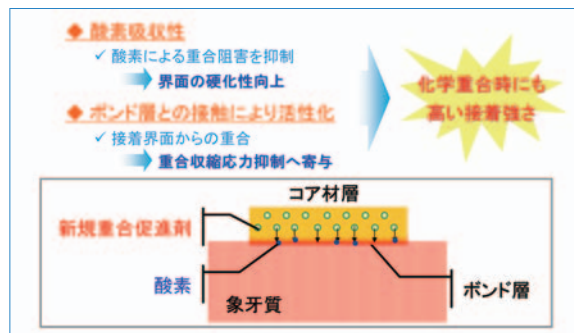 ◆ 酸素吸収性
✓ 酸素による重合阻害を抑制
界面の硬化性向上
◆ ボンド層との接触により活性化
✓ 接着界面からの重合
重合収縮応力抑制へ寄与
化学重合時にも
高い接着強さ
コア材層
新規重合促進剤
酸素
象牙質
ボンド層